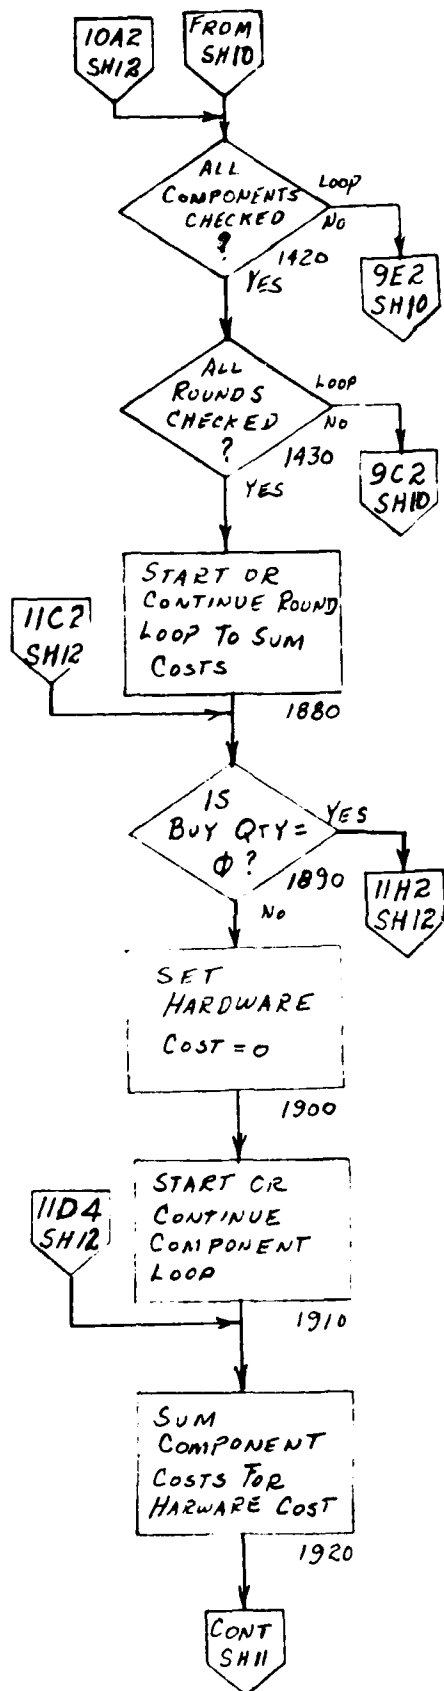 10A2
SH12
FROM
SH10
ALL
COMPONENTS
CHECKED
?
LOOP
NO
1420
YES
9E2
SH10
ALL
ROUNDS
CHECKED
?
LOOP
NO
1430
YES
9C2
SH10
START OR
CONTINUE ROUND
LOOP TO SUM
COSTS
1880
11C2
SH12
IS
BUY QTY=
Φ?
YES
1890
NO
11H2
SH12
SET
HARDWARE
COST=0
1900
START OR
CONTINUE
COMPONENT
LOOP
1910
11D4
SH12
SUM
COMPONENT
COSTS FOR
HARWARE COST
1920
CONT
SH11